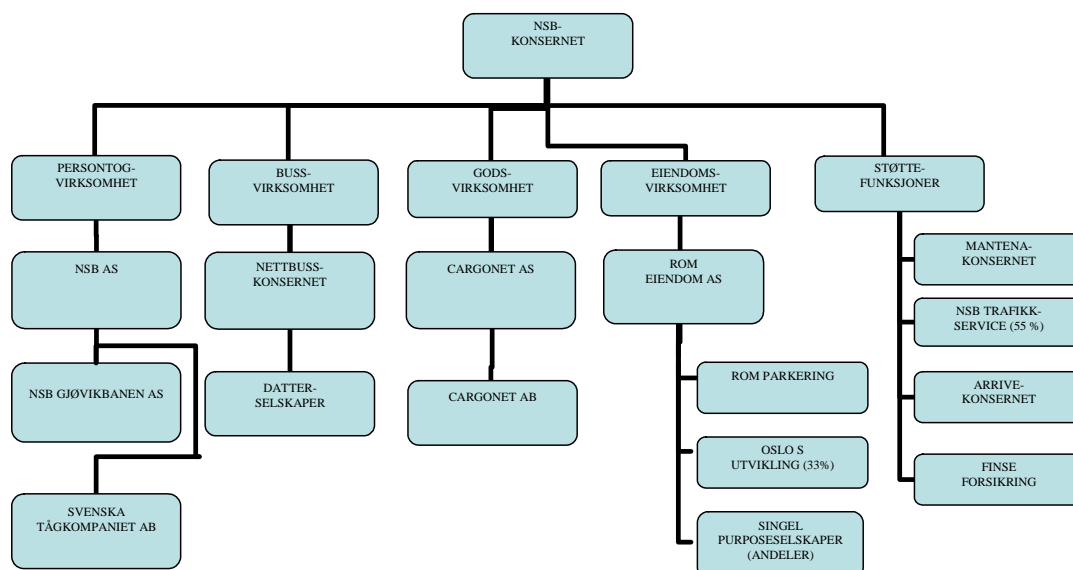 NSB-
KONSERNET
PERSONTOG-
VIRKSOMHET
BUSS-
VIRKSOMHET
GODS-
VIRKSOMHET
EIENDOMS-
VIRKSOMHET
STØTTE-
FUNKSJONER
NSB AS
NETTBUSS-
KONSERNET
CARGONET AS
ROM
EIENDOM AS
MANTENA-
KONSERNET
NSB TRAFIKK-
SERVICE (55 %)
NSB GJØVIKBANEN AS
DATTER-
SELSKAPER
CARGONET AB
ROM PARKERING
ARRIVE-
KONSERNET
OSLO S
UTVIKLING (33%)
FINSE
FORSIKRING
SVENSKA
TÅGKOMPANIET AB
SINGEL
PURPOSESELSKAPER
(ANDELER)